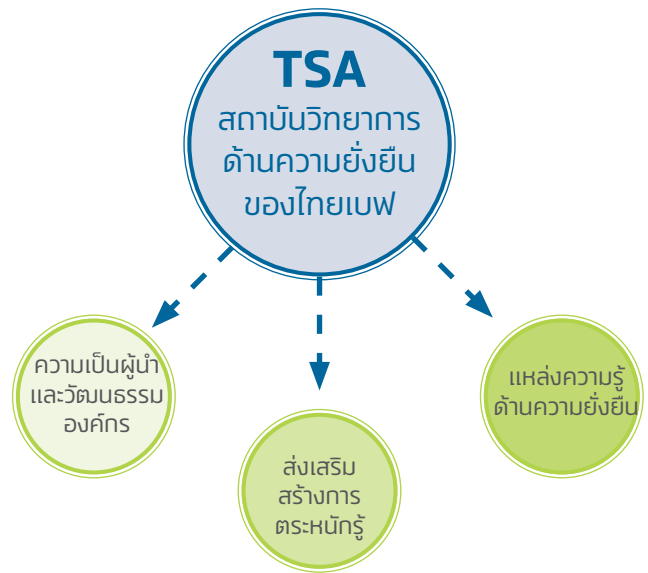 TSA
สถาบันวิทยาการ
ด้านความยั่งยืน
ของไทยเบฟ
ความเป็นผู้นำ
และวัฒนธรรม
องค์กร
ส่งเสริม
สร้างการ
ตระหนักรู้
แหล่งความรู้
ด้านความยั่งยืน